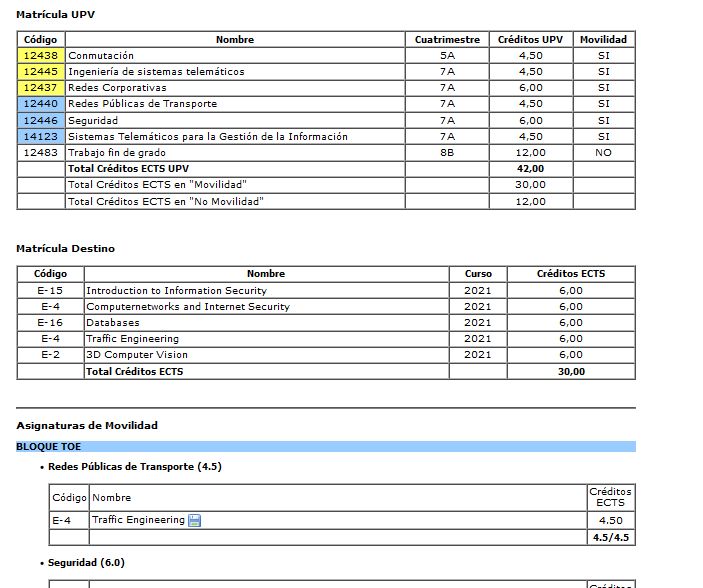 Matrícula UPV
Código Nombre Cuatrimestre Créditos UPV Movilidad
12438 Conmutación 5A 4,50 SI
12445 Ingeniería de sistemas telemáticos 7A 4,50 SI
12437 Redes Corporativas 7A 6,00 SI
12440 Redes Públicas de Transporte 7A 4,50 SI
12446 Seguridad 7A 6,00 SI
14123 Sistemas Telemáticos para la Gestión de la Información 7A 4,50 SI
12483 Trabajo fin de grado 8B 12,00 NO
Total Créditos ECTS UPV 42,00
Total Créditos ECTS en "Movilidad" 30,00
Total Créditos ECTS en "No Movilidad" 12,00
Matrícula Destino
Código Nombre Curso Créditos ECTS
E-15 Introduction to Information Security 2021 6,00
E-4 Computernetworks and Internet Security 2021 6,00
E-16 Databases 2021 6,00
E-4 Traffic Engineering 2021 6,00
E-2 3D Computer Vision 2021 6,00
Total Créditos ECTS 30,00
Asignaturas de Movilidad
BLOQUE TOE
• Redes Públicas de Transporte (4.5)
Código Nombre Créditos
ECTS
E-4 Traffic Engineering 4.50
4.5/4.5
• Seguridad (6.0)
Créditos